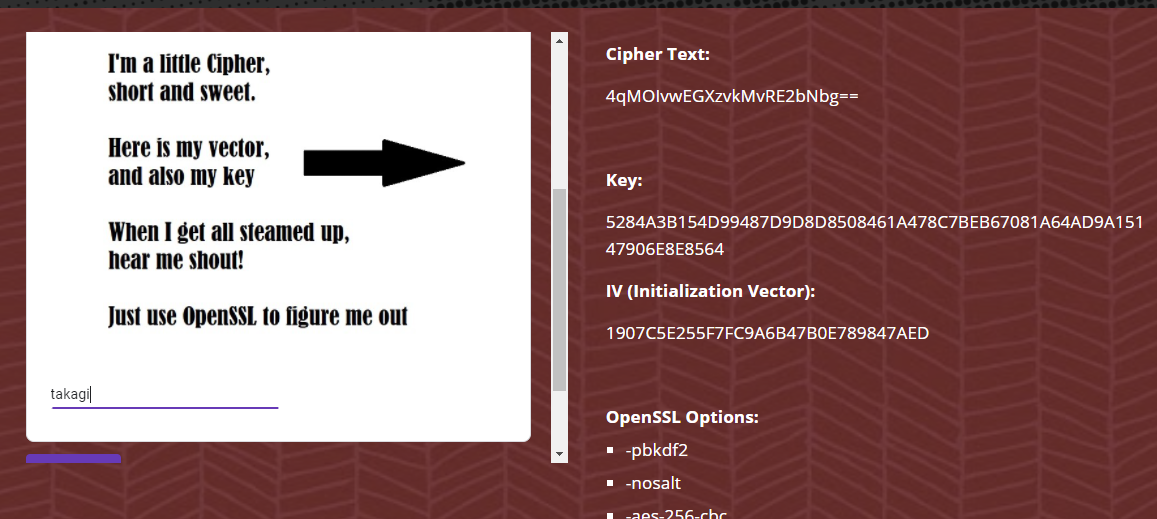 I'm a little Cipher,
short and sweet.
Here is my vector,
and also my key
When I get all steamed up,
hear me shout!
Just use OpenSSL to figure me out
takagi
Cipher Text:
4qMOIvwEGXzvkMvRE2bNbg==
Key:
5284A3B154D99487D9D8D8508461A478C7BEB67081A64AD9A151
47906E8E8564
IV (Initialization Vector):
1907C5E255F7FC9A6B47B0E789847AED
OpenSSL Options:
-pbkdf2
-nosalt
-aes-256-cbc